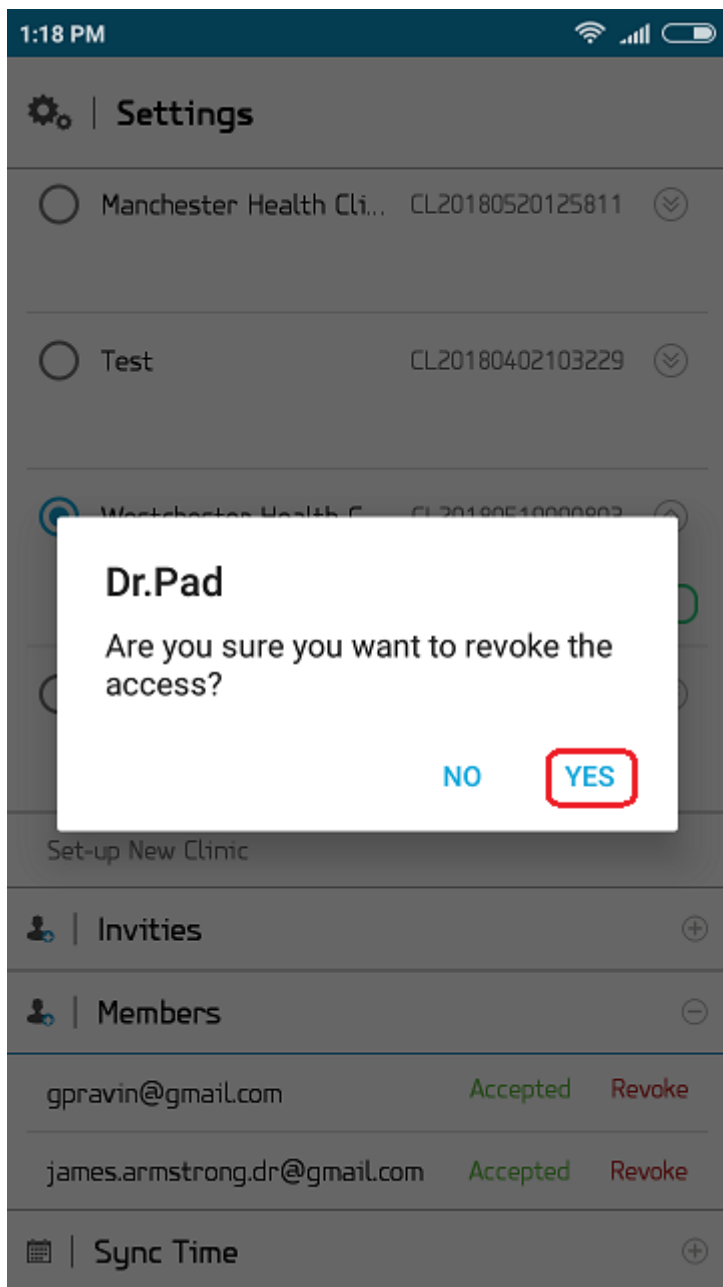 1:18 PM
Settings
Manchester Health Cli... CL20180520125811
Test CL20180402103229
Westchester Health C...
Dr.Pad
Are you sure you want to revoke the
access?
NO YES
Set-up New Clinic
Invities
Members
gpravin@gmail.com Accepted Revoke
james.armstrong.dr@gmail.com Accepted Revoke
Sync Time